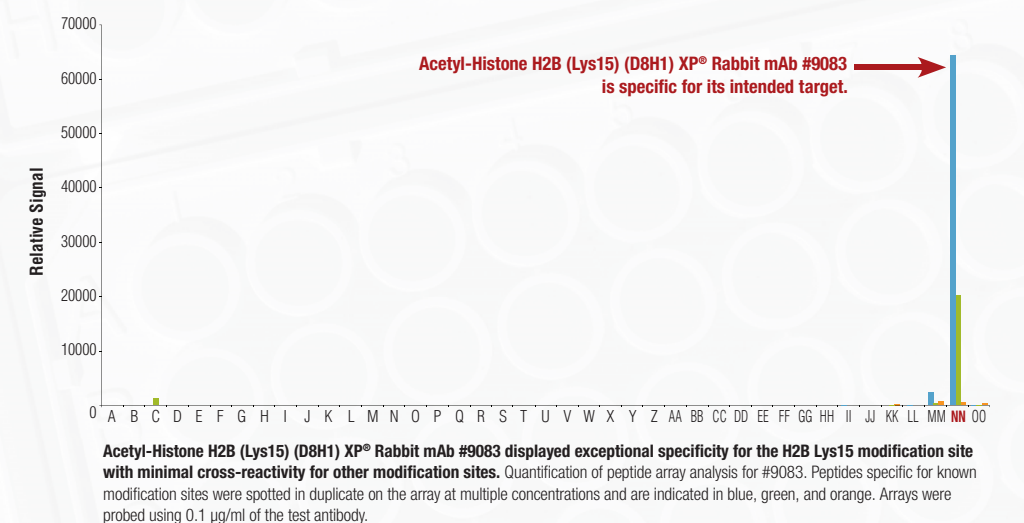 70000
Acetyl-Histone H2B (Lys15) (D8H1) XP® Rabbit mAb #9083
is specific for its intended target.
60000
50000
40000
30000
20000
10000
0
Relative Signal
A B C D E F G H I J K L M N O P Q R S T U V W X Y Z AA BB CC DD EE FF GG HH II JJ KK LL MM NN OO
Acetyl-Histone H2B (Lys15) (D8H1) XP® Rabbit mAb #9083 displayed exceptional specificity for the H2B Lys15 modification site
with minimal cross-reactivity for other modification sites. Quantification of peptide array analysis for #9083. Peptides specific for known
modification sites were spotted in duplicate on the array at multiple concentrations and are indicated in blue, green, and orange. Arrays were
probed using 0.1 µg/ml of the test antibody.